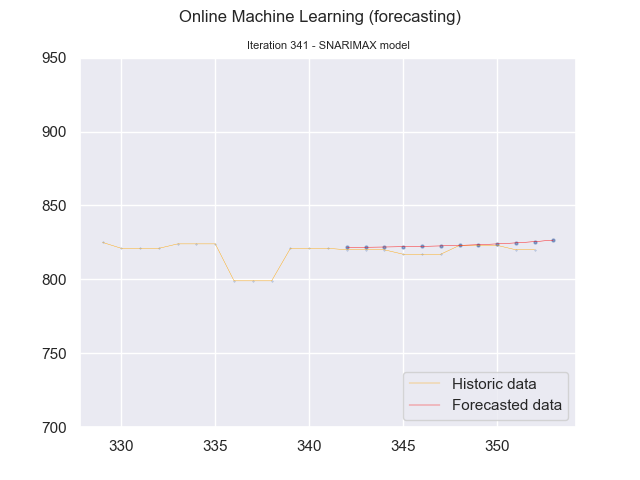 Online Machine Learning (forecasting)
Iteration 341 - SNARIMAX model
950
900
850
800
750
700
330 335 340 345 350
Historic data
Forecasted data